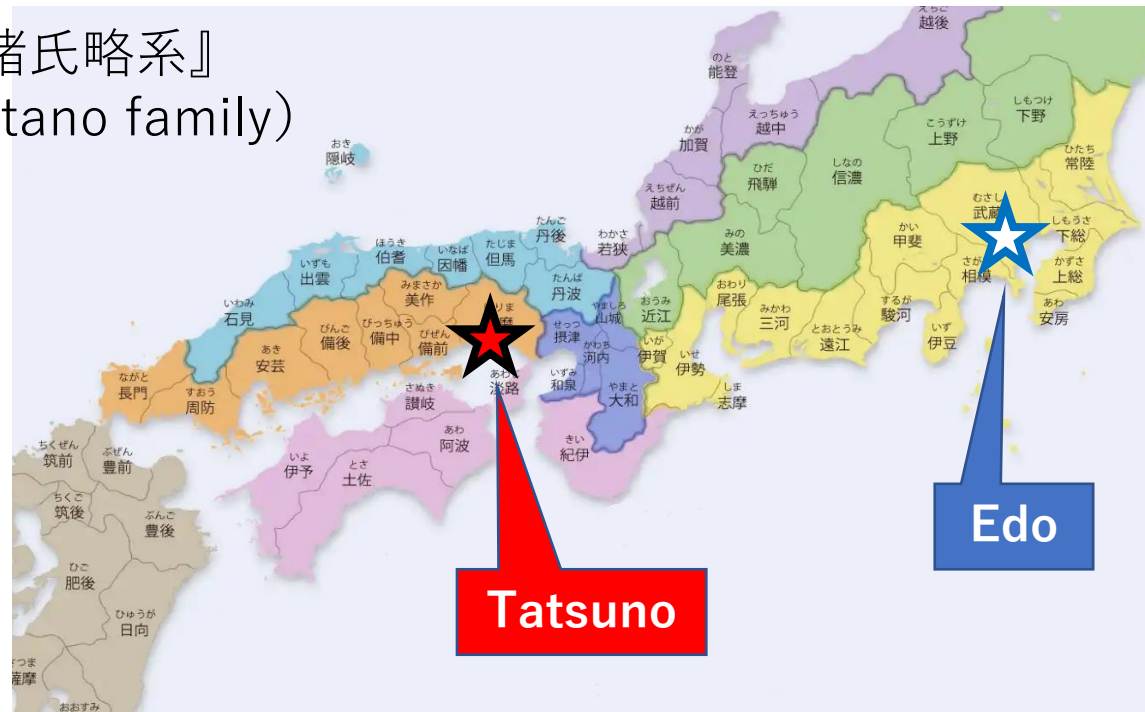 諸氏略系』
tano family）
えちご
越後
のと
能登
えっちゅう
越中
かが
加賀
えちぜん
越前
ひだ
飛騨
しなの
信濃
こうずけ
上野
しもつけ
下野
ひたち
常陸
むさし
武蔵
しもうさ
下総
かずさ
上総
あわ
安房
さが
相模
かい
甲斐
いず
伊豆
するが
駿河
とおとうみ
遠江
みかわ
三河
おわり
尾張
みの
美濃
おうみ
近江
いが
伊賀
いせ
伊勢
しま
志摩
わかさ
若狭
たんご
丹後
たんば
丹波
たじま
但馬
いなば
因幡
ほうき
伯耆
いずも
出雲
いわみ
石見
おき
隠岐
やましろ
山城
せっつ
摂津
かわち
河内
いずみ
和泉
やまと
大和
きい
紀伊
りま
みまさか
美作
びぜん
備前
びっちゅう
備中
びんご
備後
あき
安芸
すおう
周防
ながと
長門
あわ
淡路
さぬき
讃岐
あわ
阿波
いよ
伊予
とさ
土佐
ちくぜん
筑前
ぶぜん
豊前
ちくご
筑後
ぶんご
豊後
ひご
肥後
ひゅうが
日向
つま
薩摩
おおすみ
Tatsuno
Edo